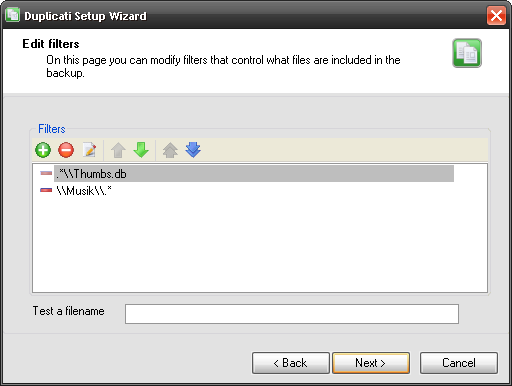 Duplicati Setup Wizard
Edit filters
On this page you can modify filters that control what files are included in the
backup.
Filters
.*\\Thumbs.db
\\Musik\\.*
Test a filename
< Back
Next >
Cancel